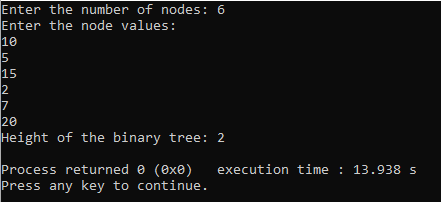 Enter the number of nodes: 6
Enter the node values:
10
5
15
2
7
20
Height of the binary tree: 2
Process returned 0 (0x0)   execution time : 13.938 s
Press any key to continue.